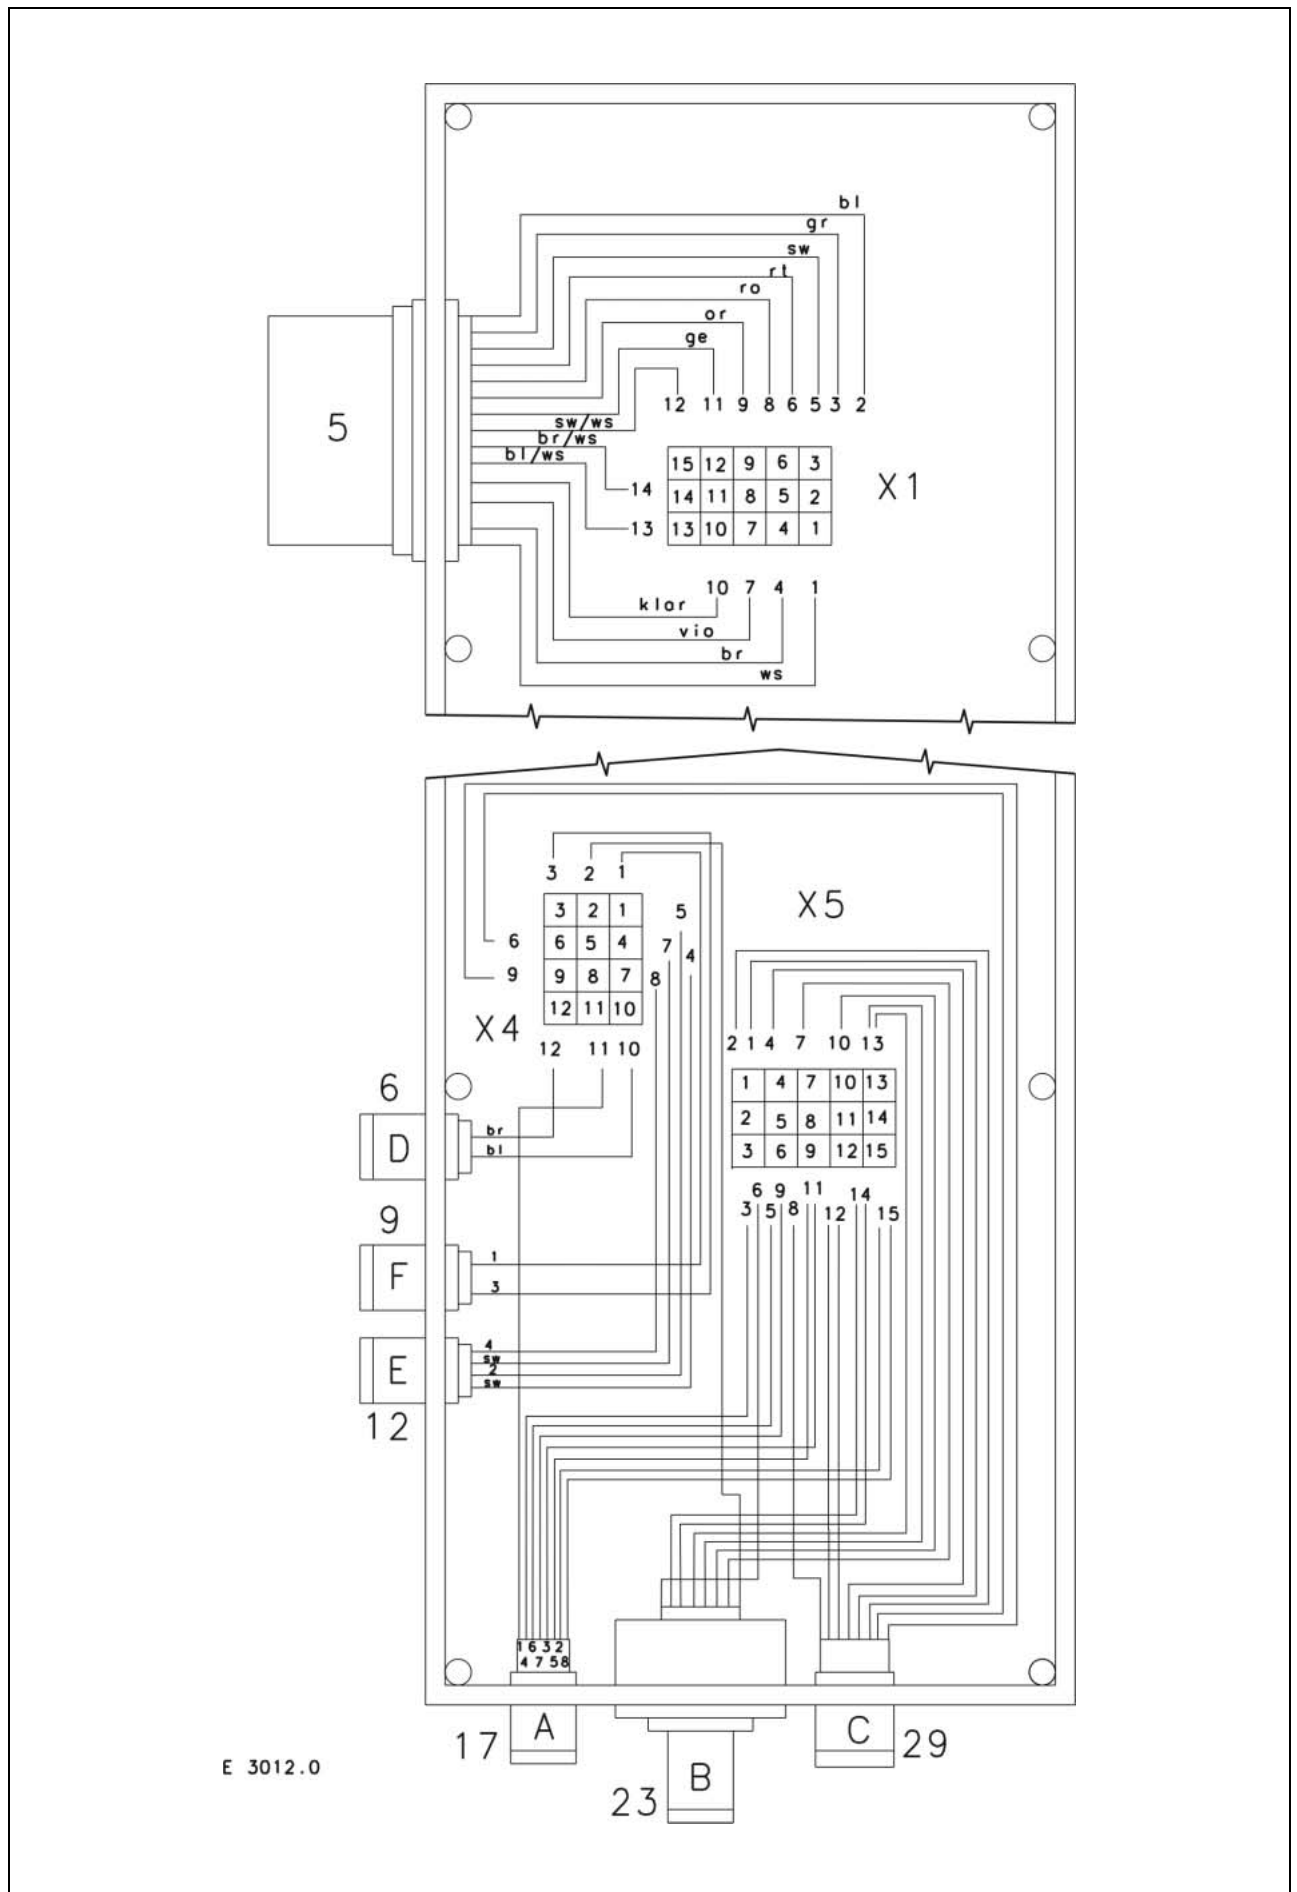 bl
gr
sw
rt
ro
or
ge
12 11 9 8 6 5 3 2
5
sw/ws
br/ws
bl/ws
14
13
15 12 9 6 3
14 11 8 5 2
13 10 7 4 1
X1
10 7 4 1
klar
vio
br
ws
3 2 1
X5
3 2 1
6 5 4
9 8 7
12 11 10
5
7
4
8
6
9
X4
12 11 10
2 1 4 7 10 13
1 4 7 10 13
2 5 8 11 14
3 6 9 12 15
6 9 11 14
3 5 8 12 15
6
D
br
bl
9
F
1
3
E
4
sw
2
sw
12
1 6 3 2
4 7 5 8
17
A
B
23
C
29
E 3012.0